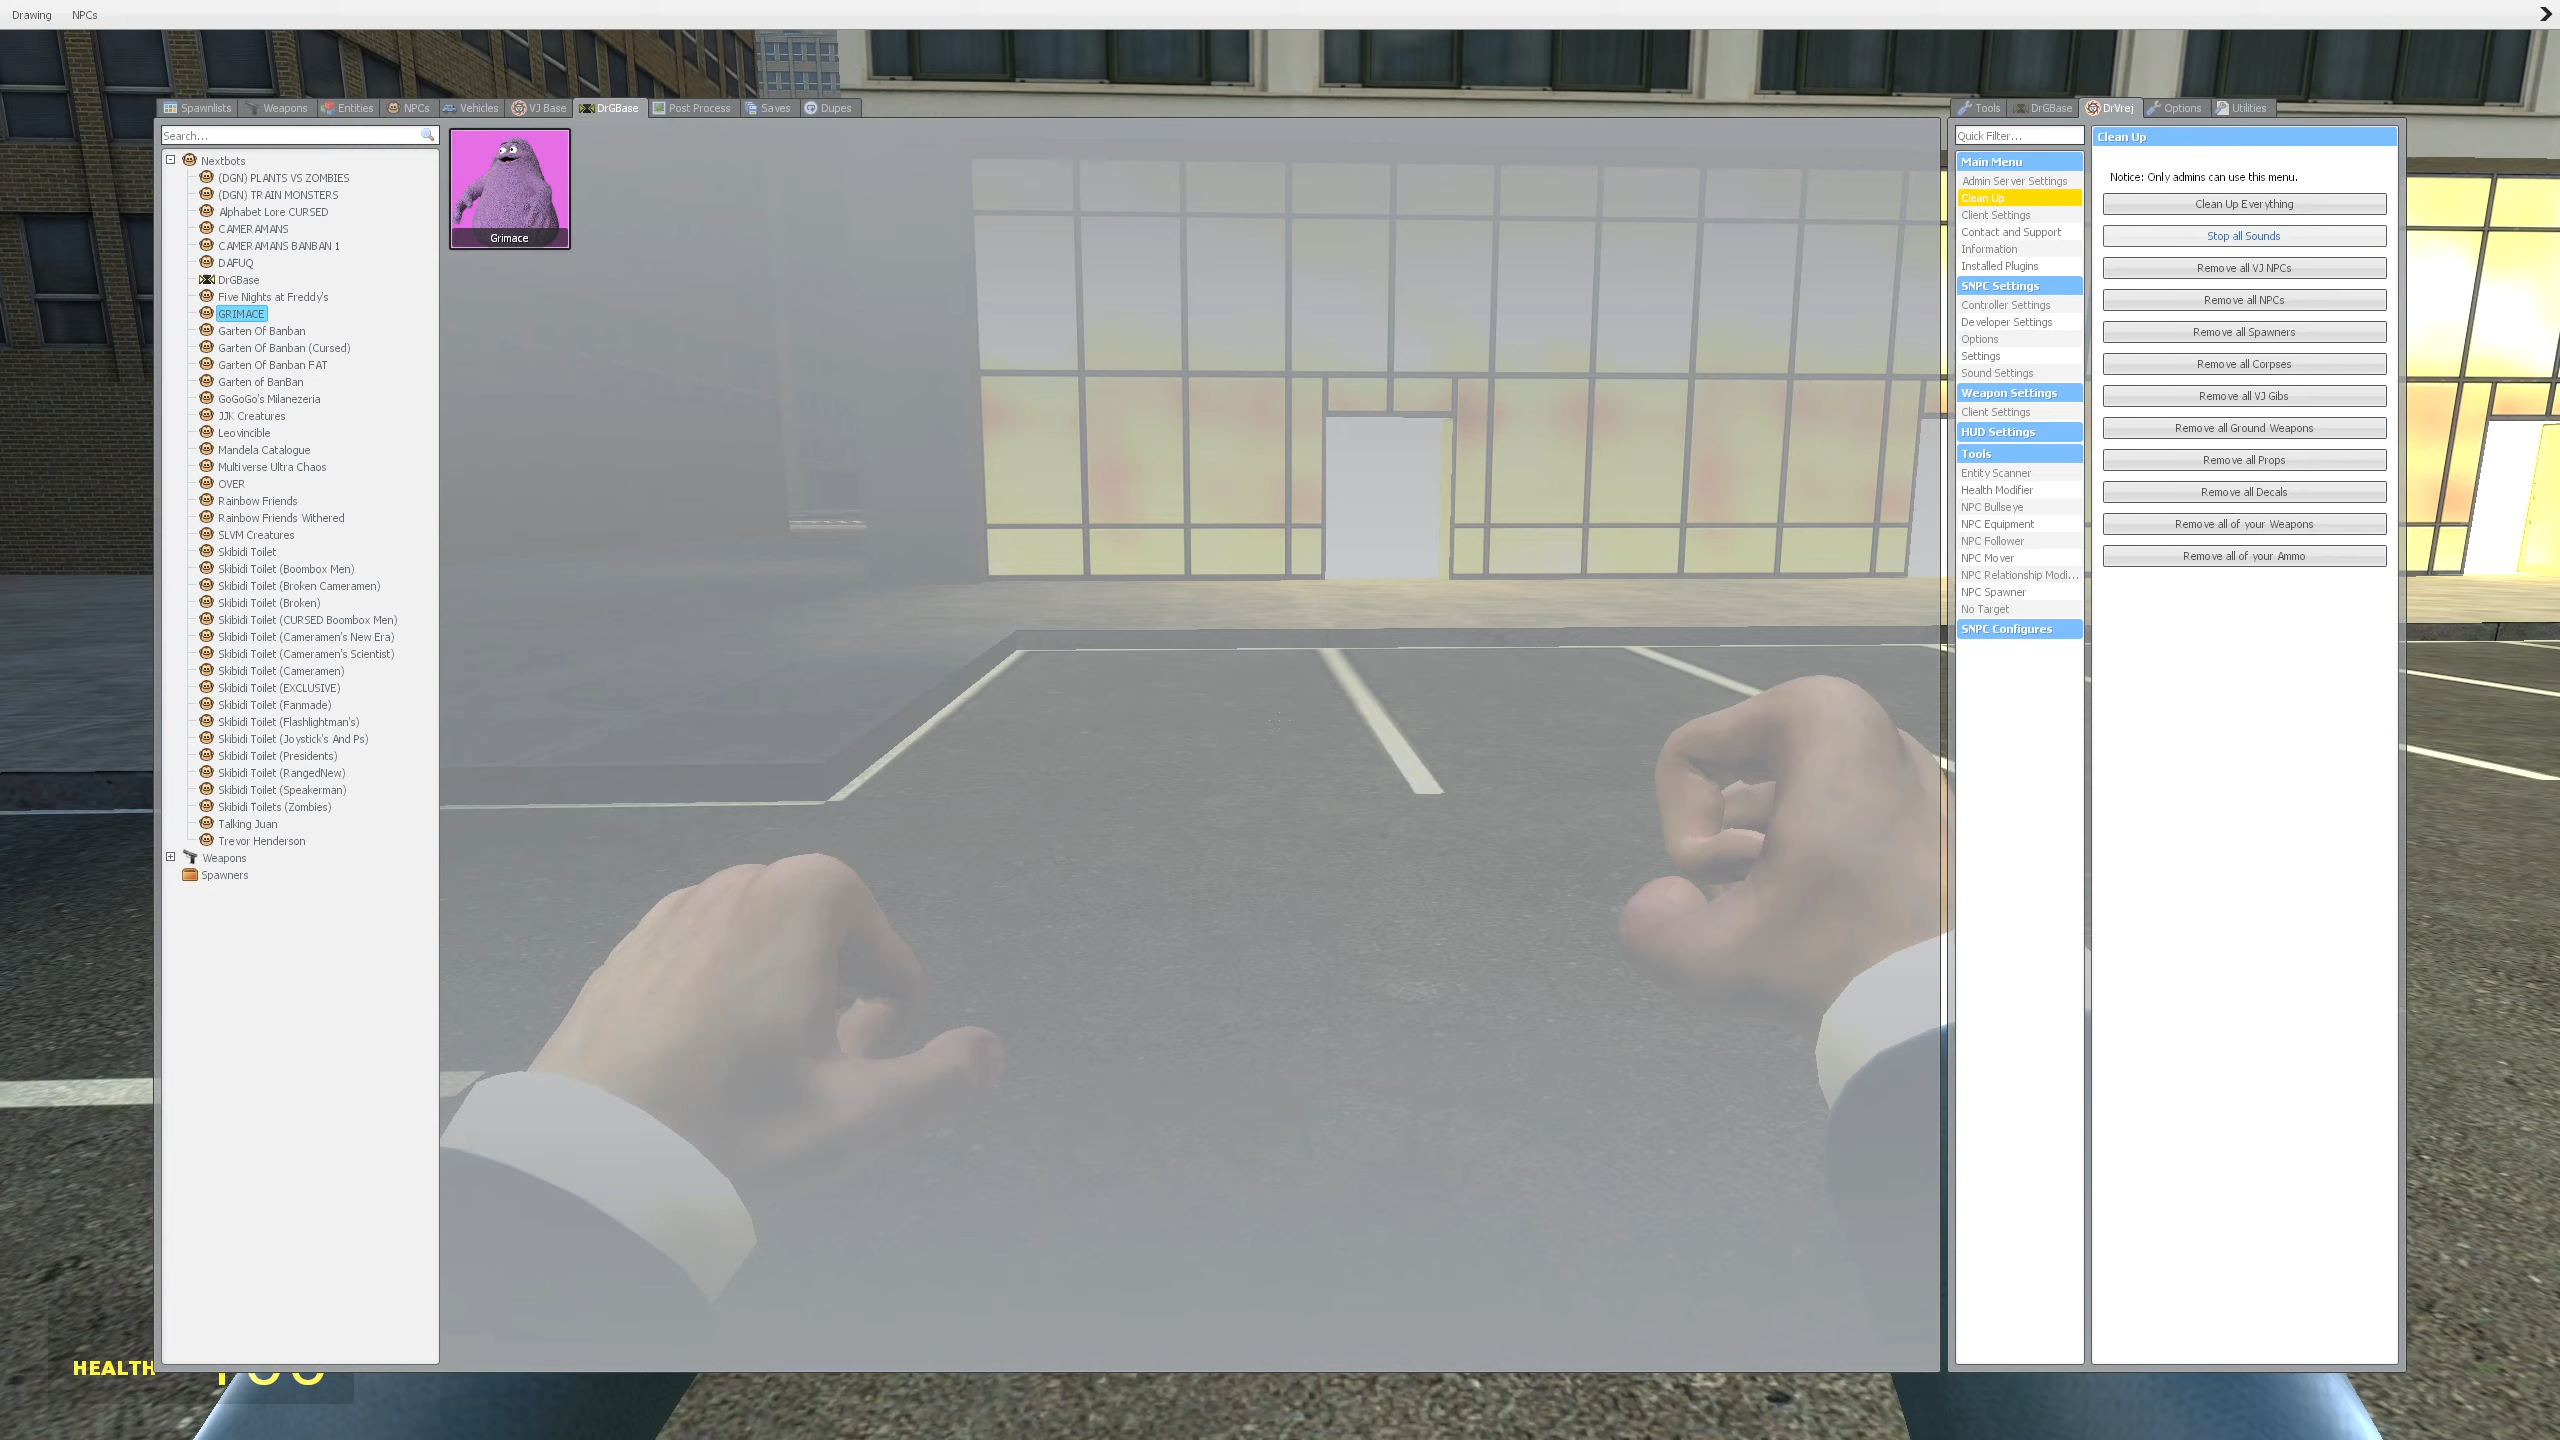 Drawing NPCs
Spawnlists Weapons Entities NPCs Vehicles VJ Base DrGBase Post Process Saves Dupes
Search...
Nextbots
(DGN) PLANTS VS ZOMBIES
(DGN) TRAIN MONSTERS
Alphabet Lore CURSED
CAMERAMANS
CAMERAMANS BANBAN 1
DAFUQ
DrGBase
Five Nights at Freddy's
GRIMACE
Garten Of Banban
Garten Of Banban (Cursed)
Garten Of Banban FAT
Garten of BanBan
GoGoGo's Milanezeria
JJK Creatures
Leovincible
Mandela Catalogue
Multiverse Ultra Chaos
OVER
Rainbow Friends
Rainbow Friends Withered
SLVM Creatures
Skibidi Toilet
Skibidi Toilet (Boombox Men)
Skibidi Toilet (Broken Cameramen)
Skibidi Toilet (Broken)
Skibidi Toilet (CURSED Boombox Men)
Skibidi Toilet (Cameramen's New Era)
Skibidi Toilet (Cameramen's Scientist)
Skibidi Toilet (Cameramen)
Skibidi Toilet (EXCLUSIVE)
Skibidi Toilet (Fanmade)
Skibidi Toilet (Flashlightman's)
Skibidi Toilet (Joystick's And Ps)
Skibidi Toilet (Presidents)
Skibidi Toilet (RangedNew)
Skibidi Toilet (Speakerman)
Skibidi Toilets (Zombies)
Talking Juan
Trevor Henderson
Weapons
Spawners
Grimace
Tools DrGBase DrVrej Options Utilities
Quick Filter...
Main Menu
Admin Server Settings
Clean Up
Client Settings
Contact and Support
Information
Installed Plugins
SNPC Settings
Controller Settings
Developer Settings
Options
Settings
Sound Settings
Weapon Settings
Client Settings
HUD Settings
Tools
Entity Scanner
Health Modifier
NPC Bullseye
NPC Equipment
NPC Follower
NPC Mover
NPC Relationship Modi...
NPC Spawner
No Target
SNPC Configures
Clean Up
Notice: Only admins can use this menu.
Clean Up Everything
Stop all Sounds
Remove all VJ NPCs
Remove all NPCs
Remove all Spawners
Remove all Corpses
Remove all VJ Gibs
Remove all Ground Weapons
Remove all Props
Remove all Decals
Remove all of your Weapons
Remove all of your Ammo
HEALTH